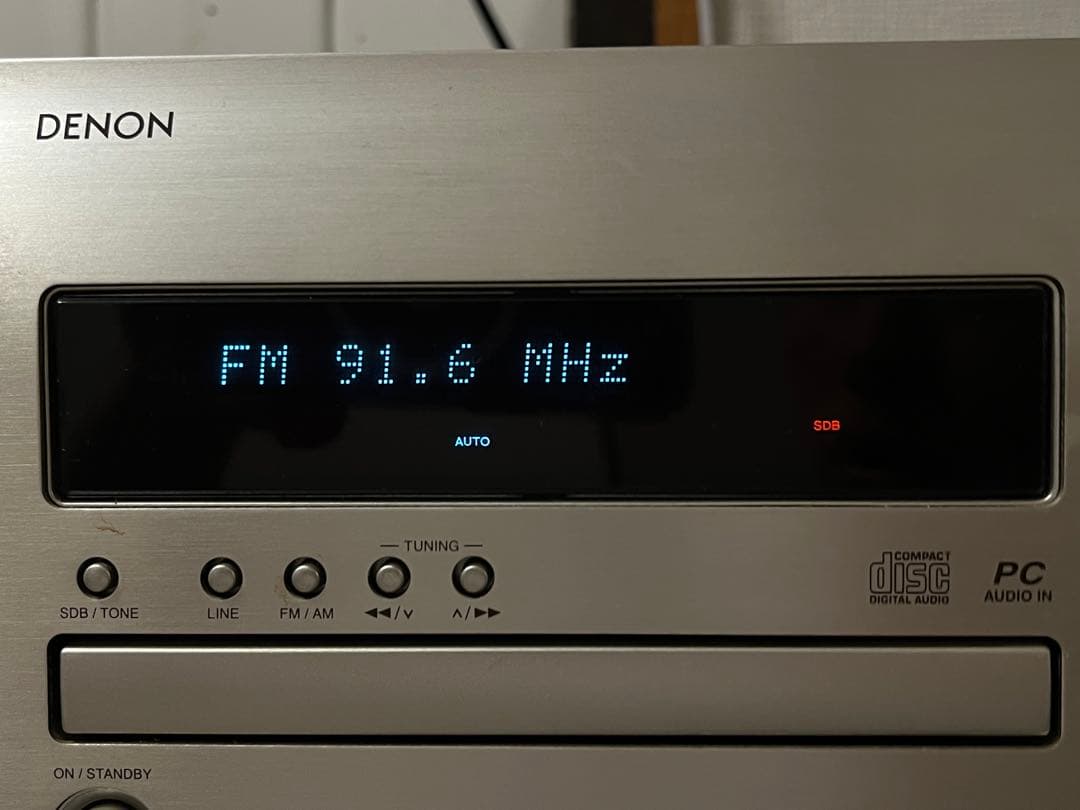 DENON
FM 91.6 MHz
AUTO
SDB
TUNING
SDB / TONE
LINE
FM / AM
◀◀/∨
∧/▶▶
COMPACT
disc
DIGITAL AUDIO
PC
AUDIO IN
ON / STANDBY